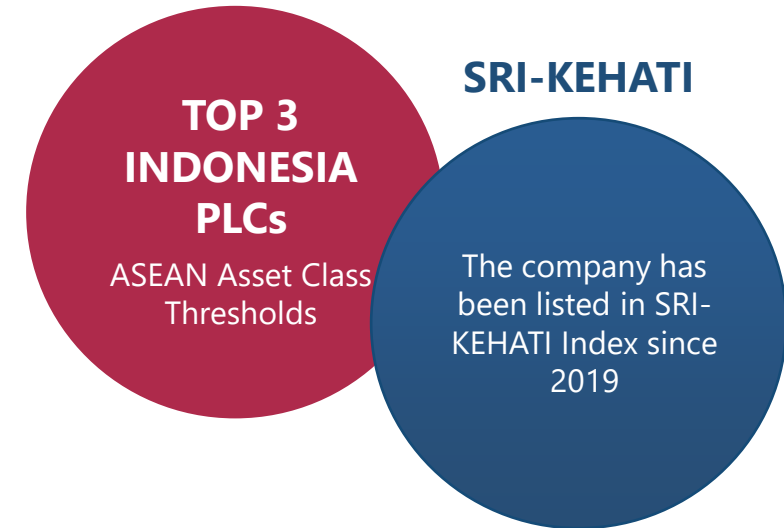 TOP 3
INDONESIA
PLCs
ASEAN Asset Class
Thresholds
SRI-KEHATI
The company has
been listed in SRI-
KEHATI Index since
2019